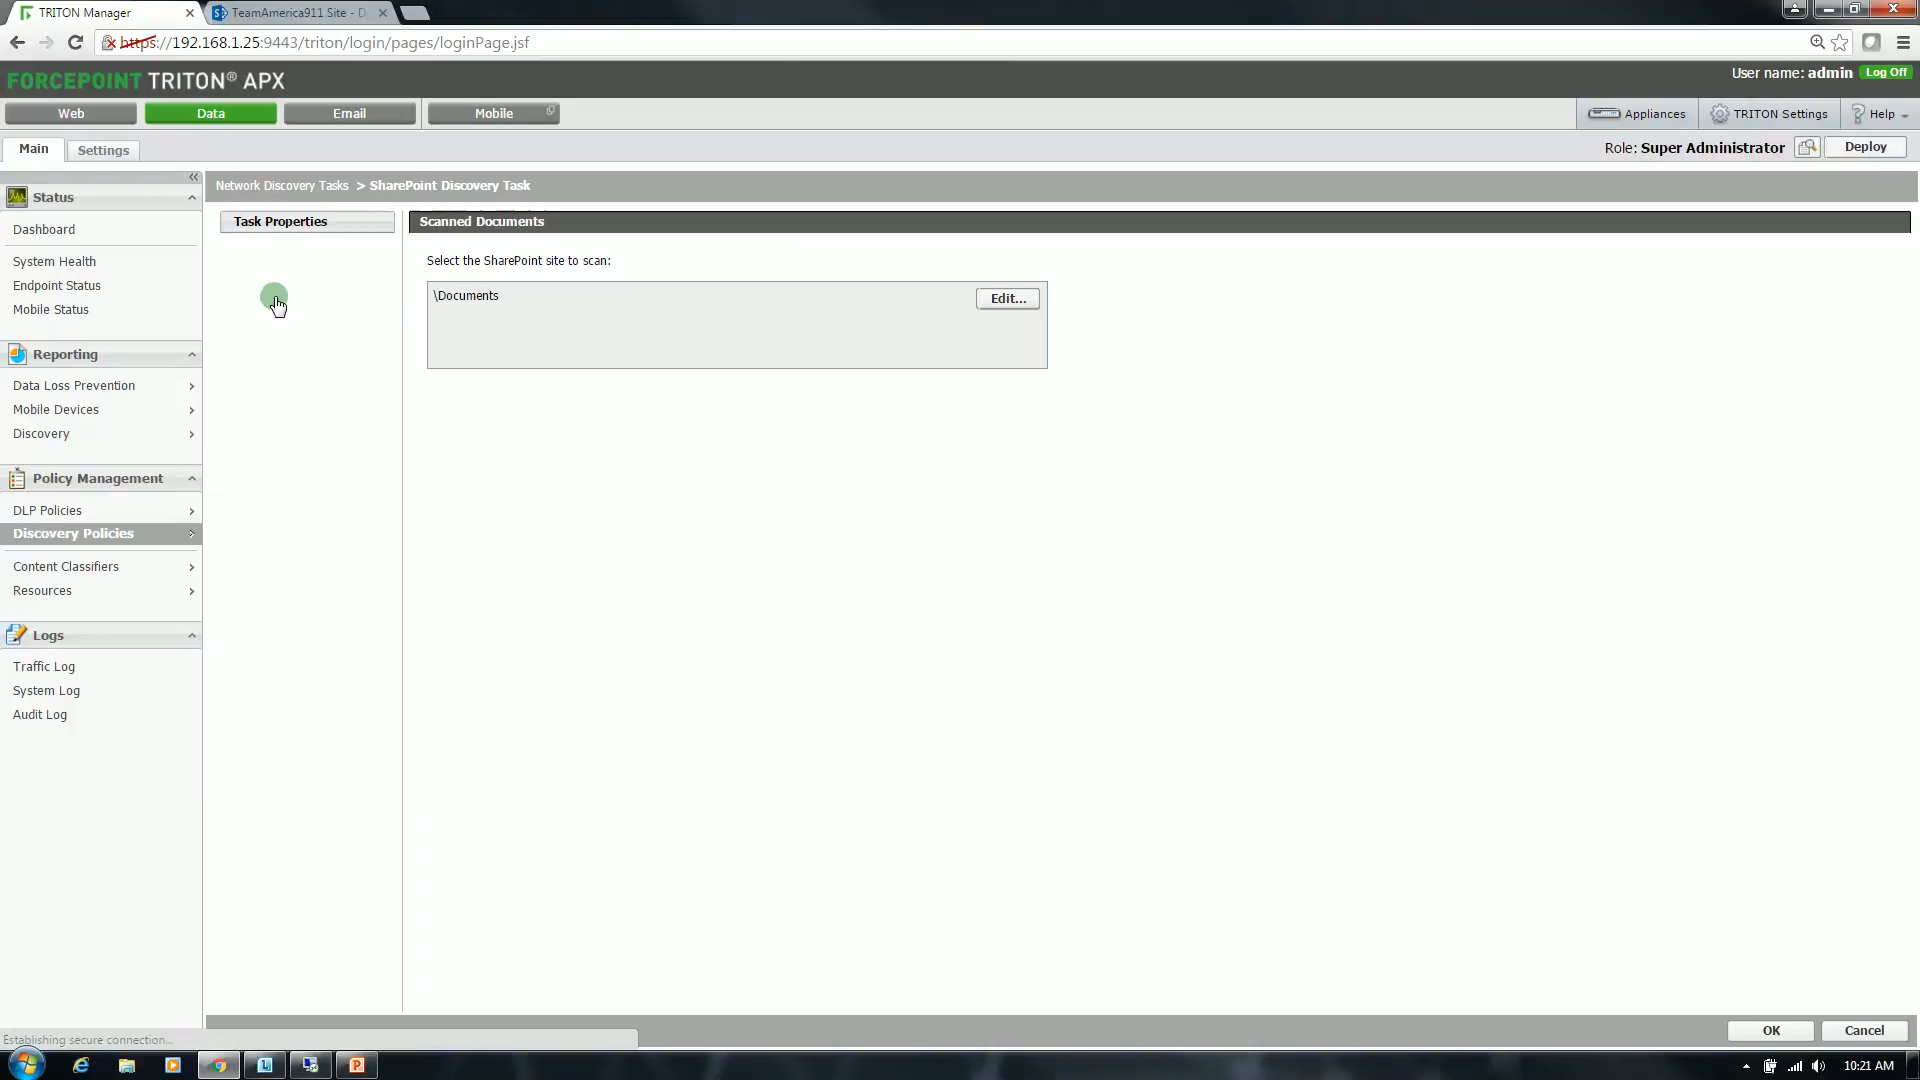 TRITON Manager
TeamAmerica911 Site - D
https://192.168.1.25:9443/triton/login/pages/loginPage.jsf
FORCEPOINT TRITON® APX
User name: admin Log Off
Web
Data
Email
Mobile
Appliances
TRITON Settings
Help
Main
Settings
Role: Super Administrator
Deploy
Status
Dashboard
System Health
Endpoint Status
Mobile Status
Reporting
Data Loss Prevention
Mobile Devices
Discovery
Policy Management
DLP Policies
Discovery Policies
Content Classifiers
Resources
Logs
Traffic Log
System Log
Audit Log
Network Discovery Tasks > SharePoint Discovery Task
Task Properties
Scanned Documents
Select the SharePoint site to scan:
\Documents
Edit...
OK
Cancel
Establishing secure connection...
10:21 AM